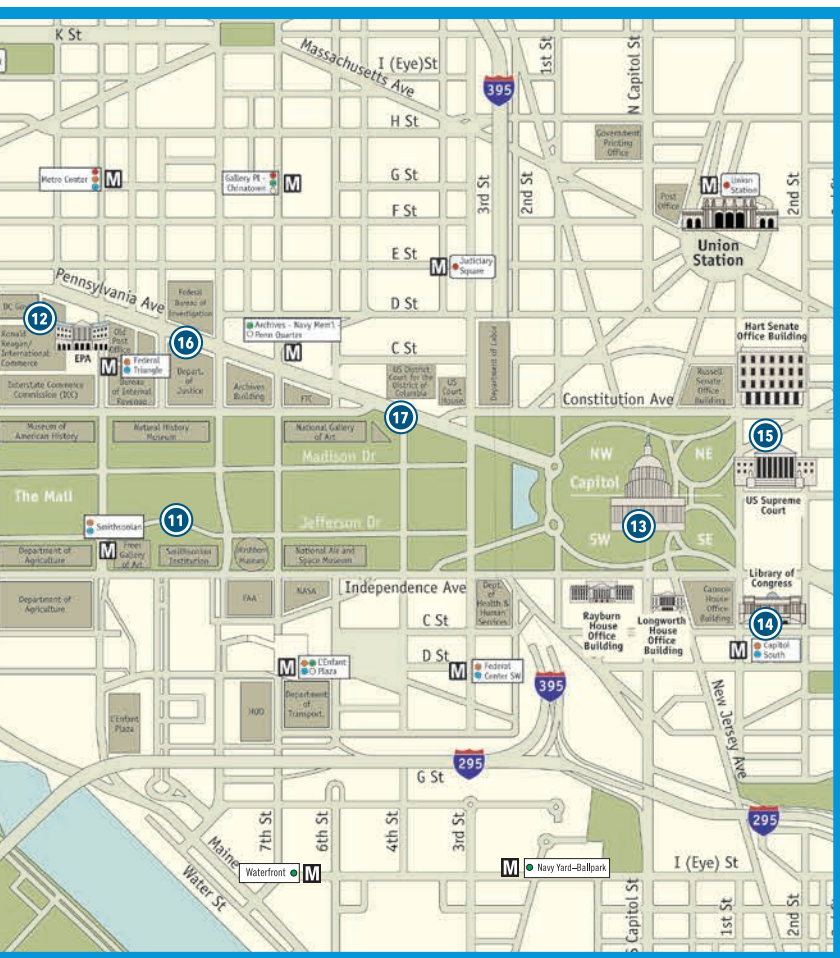 K St
Massachusetts Ave
I (Eye)St
1st St
N Capitol St
395
H St
Government
Printing
Office
Metro Center
M
Gallery Pl -
Chinatown
M
G St
3rd St
2nd St
M
Union
Station
2nd St
Post
Office
F St
Union
Station
E St
M
Judiciary
Square
Pennsylvania Ave
Federal
Bureau of
Investigation
D St
DC Gov
12
Ronald
Reagan/
International
Commerce
EPA
Old
Post
Office
16
Archives - Navy Mem'l -
Penn Quarter
M
C St
Department of Labor
Hart Senate
Office Building
M
Federal
Triangle
Depart.
of
Justice
US District
Court for the
District of
Columbia
US
Court
House
Russell
Senate
Office
Building
Interstate Commerce
Commission (ICC)
Bureau
of Internal
Revenue
Archives
Building
FTC
Constitution Ave
17
Museum of
American History
Natural History
Museum
National Gallery
of Art
Madison Dr
NW
NE
15
Capitol
US Supreme
Court
The Mall
Smithsonian
11
Jefferson Dr
13
SW
SE
Department of
Agriculture
M
Freer
Gallery
of Art
Smithsonian
Institution
Hirshhorn
Museum
National Air and
Space Museum
Independence Ave
Library of
Congress
Department of
Agriculture
FAA
NASA
Dept.
of
Health &
Human
Services
Rayburn
House
Office
Building
Longworth
House
Office
Building
Cannon
House
Office
Building
14
C St
M
Capitol
South
D St
M
L'Enfant
Plaza
M
Federal
Center SW
395
L'Enfant
Plaza
HUD
Department
of
Transport.
New Jersey Ave
295
G St
295
7th St
6th St
4th St
3rd St
Maine
Water St
Waterfront
M
M
Navy Yard–Ballpark
I (Eye) St
S Capitol St
1st St
2nd St